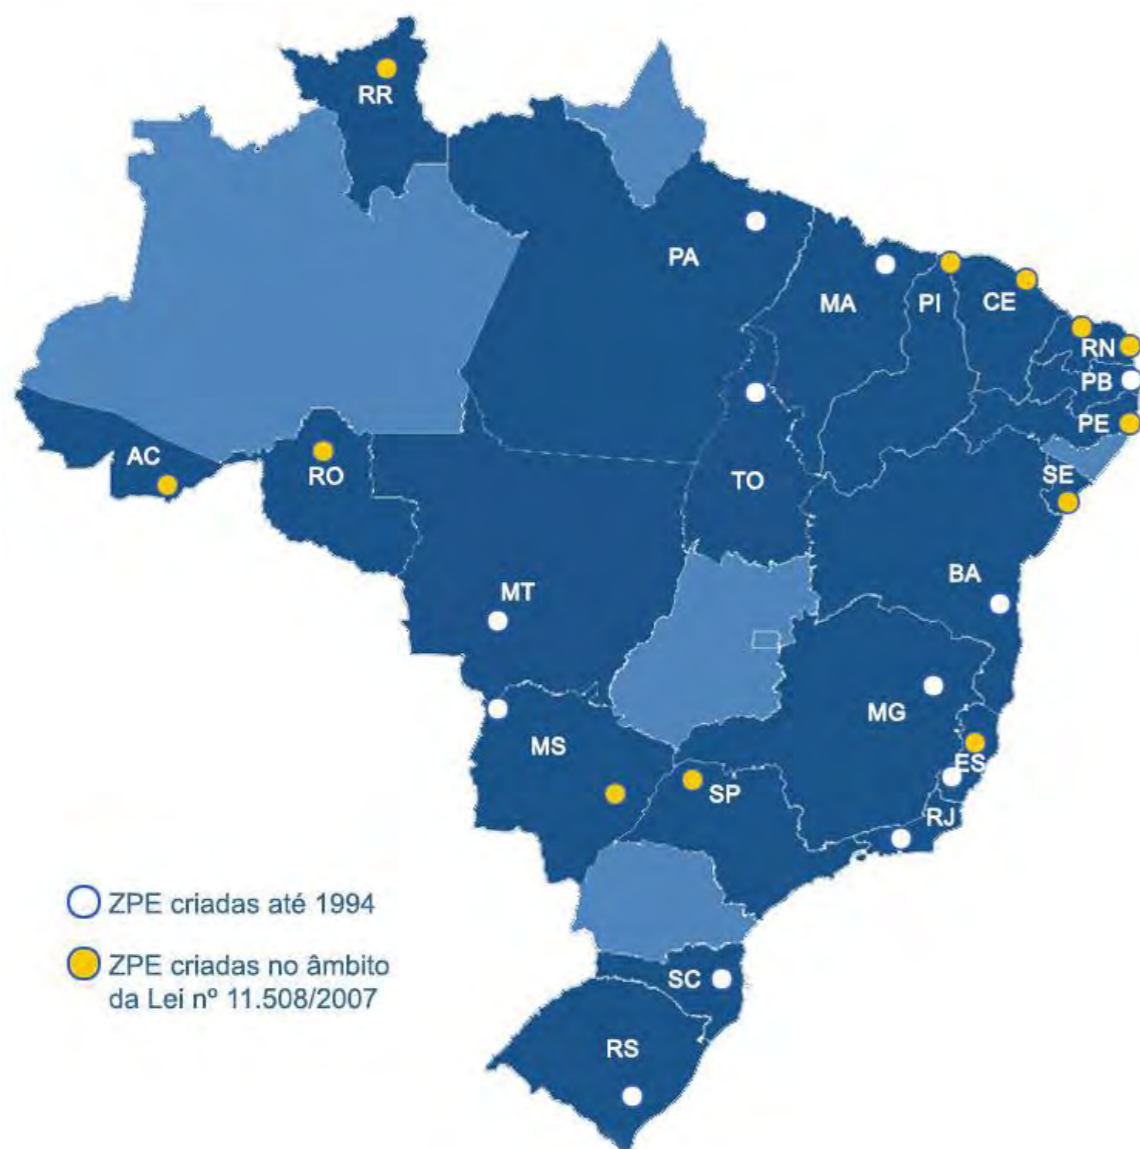 RR
PA
MA
PI
CE
RN
PB
PE
AC
RO
TO
SE
MT
BA
MG
MS
ES
SP
RJ
ZPE criadas até 1994
ZPE criadas no âmbito
da Lei nº 11.508/2007
SC
RS